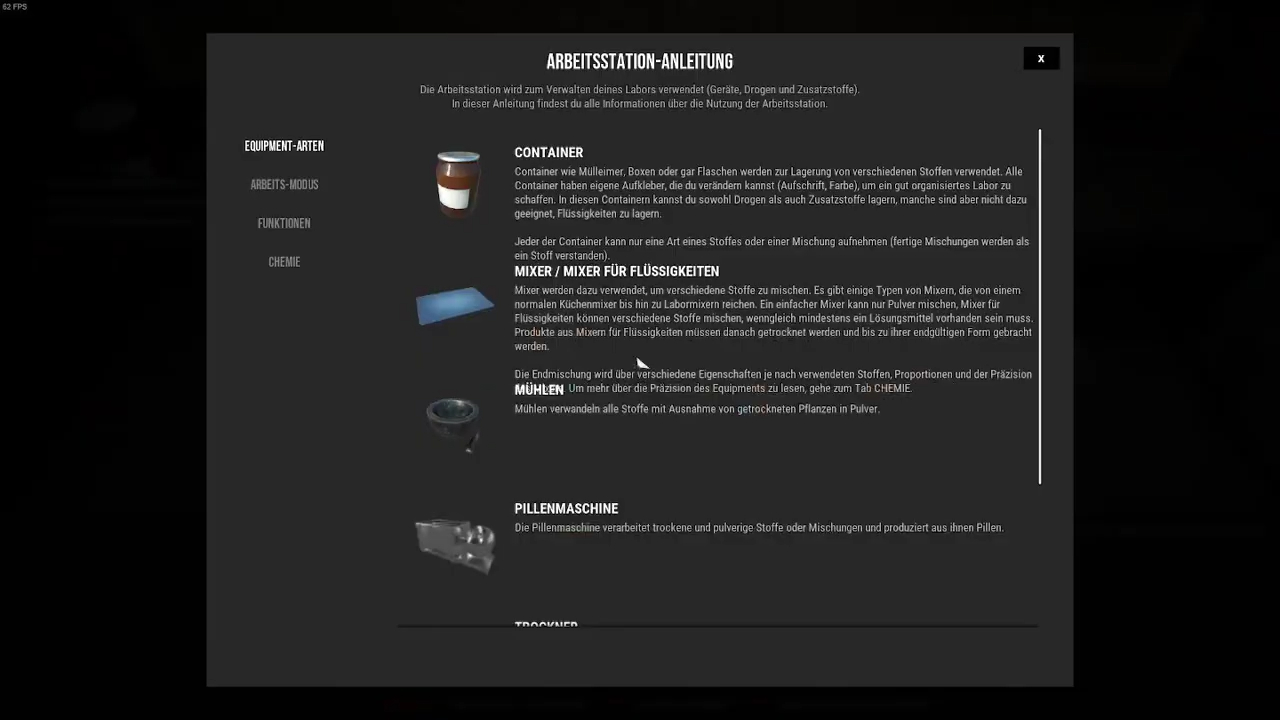 62 FPS
ARBEITSSTATION-ANLEITUNG
X
Die Arbeitsstation wird zum Verwalten deines Labors verwendet (Geräte, Drogen und Zusatzstoffe).
In dieser Anleitung findest du alle Informationen über die Nutzung der Arbeitsstation.
EQUIPMENT-ARTEN
ARBEITS-MODUS
FUNKTIONEN
CHEMIE
CONTAINER
Container wie Mülleimer, Boxen oder gar Flaschen werden zur Lagerung von verschiedenen Stoffen verwendet. Alle
Container haben eigene Aufkleber, die du verändern kannst (Aufschrift, Farbe), um ein gut organisiertes Labor zu
schaffen. In diesen Containern kannst du sowohl Drogen als auch Zusatzstoffe lagern, manche sind aber nicht dazu
geeignet, Flüssigkeiten zu lagern.
Jeder der Container kann nur eine Art eines Stoffes oder einer Mischung aufnehmen (fertige Mischungen werden als
ein Stoff verstanden).
MIXER / MIXER FÜR FLÜSSIGKEITEN
Mixer werden dazu verwendet, um verschiedene Stoffe zu mischen. Es gibt einige Typen von Mixern, die von einem
normalen Küchenmixer bis hin zu Labormixern reichen. Ein einfacher Mixer kann nur Pulver mischen, Mixer für
Flüssigkeiten können verschiedene Stoffe mischen, wenngleich mindestens ein Lösungsmittel vorhanden sein muss.
Produkte aus Mixern für Flüssigkeiten müssen danach getrocknet werden und bis zu ihrer endgültigen Form gebracht
werden.
Die Endmischung wird über verschiedene Eigenschaften je nach verwendeten Stoffen, Proportionen und der Präzision
Um mehr über die Präzision des Equipments zu lesen, gehe zum Tab CHEMIE.
MÜHLEN
Mühlen verwandeln alle Stoffe mit Ausnahme von getrockneten Pflanzen in Pulver.
PILLENMASCHINE
Die Pillenmaschine verarbeitet trockene und pulverige Stoffe oder Mischungen und produziert aus ihnen Pillen.
TROCKNER